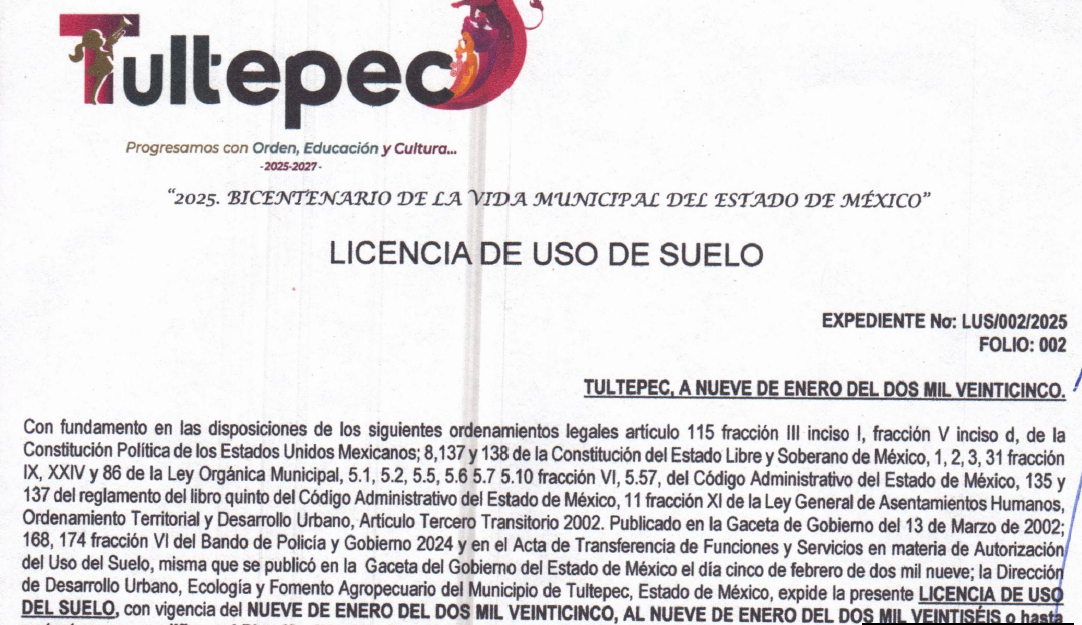 Tultepec
Progresamos con Orden, Educación y Cultura...
-2025-2027-
“2025. BICENTENARIO DE LA VIDA MUNICIPAL DEL ESTADO DE MÉXICO”
LICENCIA DE USO DE SUELO
EXPEDIENTE No: LUS/002/2025
FOLIO: 002
TULTEPEC, A NUEVE DE ENERO DEL DOS MIL VEINTICINCO.
Con fundamento en las disposiciones de los siguientes ordenamientos legales artículo 115 fracción III inciso I, fracción V inciso d, de la
Constitución Política de los Estados Unidos Mexicanos; 8,137 y 138 de la Constitución del Estado Libre y Soberano de México, 1, 2, 3, 31 fracción
IX, XXIV y 86 de la Ley Orgánica Municipal, 5.1, 5.2, 5.5, 5.6 5.7 5.10 fracción VI, 5.57, del Código Administrativo del Estado de México, 135 y
137 del reglamento del libro quinto del Código Administrativo del Estado de México, 11 fracción XI de la Ley General de Asentamientos Humanos,
Ordenamiento Territorial y Desarrollo Urbano, Articulo Tercero Transitorio 2002. Publicado en la Gaceta de Gobierno del 13 de Marzo de 2002;
168, 174 fracción VI del Bando de Policía y Gobierno 2024 y en el Acta de Transferencia de Funciones y Servicios en materia de Autorización
del Uso del Suelo, misma que se publicó en la Gaceta del Gobierno del Estado de México el día cinco de febrero de dos mil nueve; la Dirección
de Desarrollo Urbano, Ecología y Fomento Agropecuario del Municipio de Tultepec, Estado de México, expide la presente LICENCIA DE USO
DEL SUELO, con vigencia del NUEVE DE ENERO DEL DOS MIL VEINTICINCO, AL NUEVE DE ENERO DEL DOS MIL VEINTISÉIS o hasta